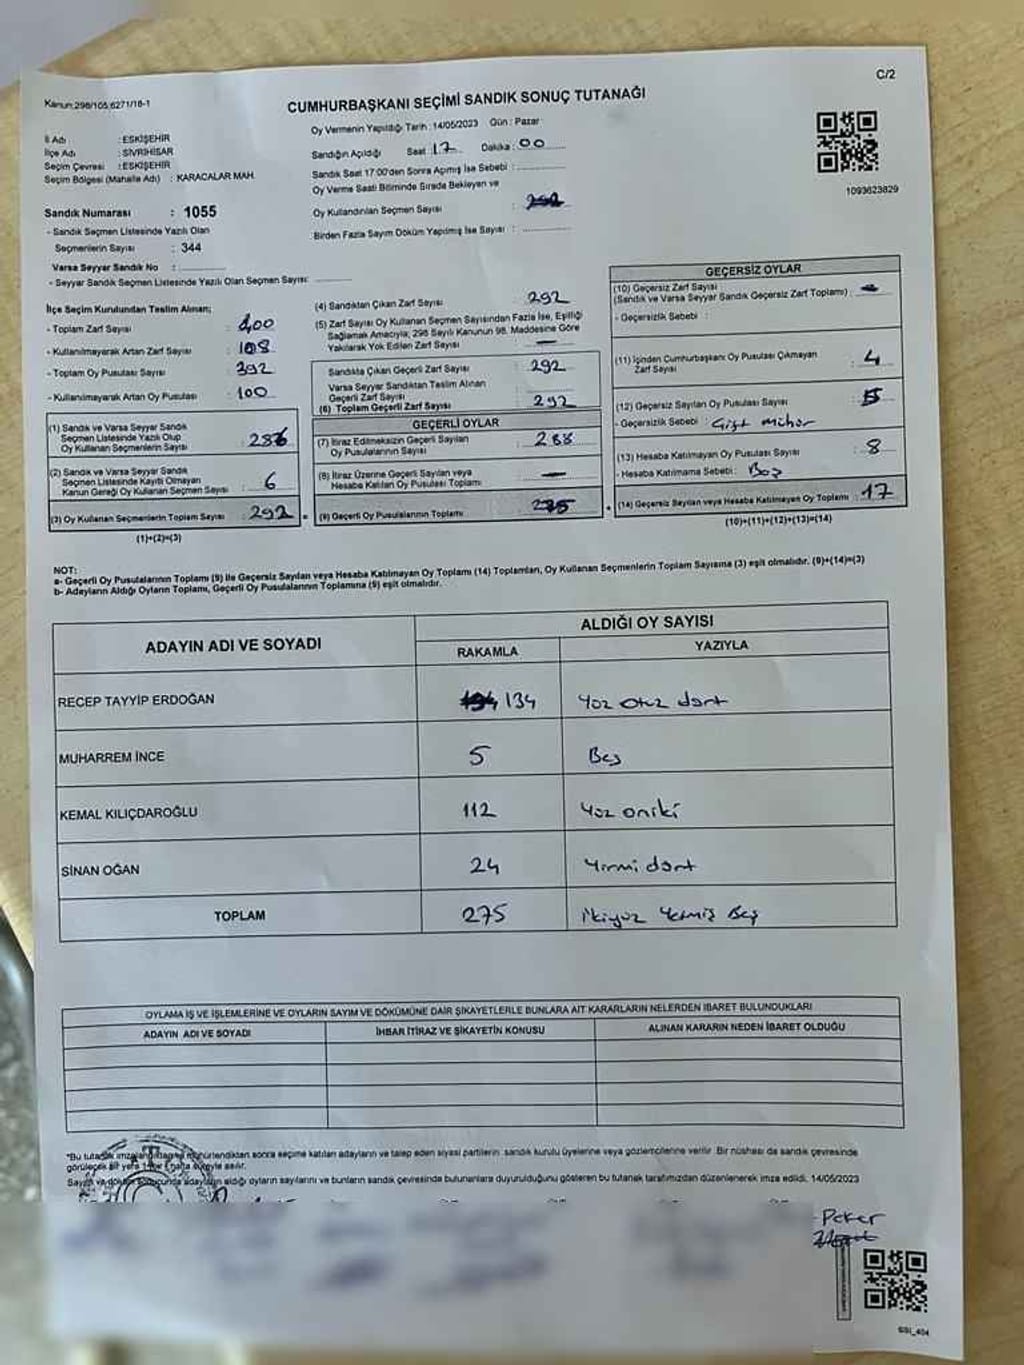 C/2
Kanun:298/105;6271/18-1
CUMHURBAŞKANI SEÇİMİ SANDIK SONUÇ TUTANAĞI
İl Adı : ESKİŞEHİR
İlçe Adı : SİVRİHİSAR
Seçim Çevresi : ESKİŞEHİR
Seçim Bölgesi (Mahalle Adı) : KARACALAR MAH.
Sandık Numarası : 1055
- Sandık Seçmen Listesinde Yazılı Olan
Seçmenlerin Sayısı : 344
Varsa Seyyar Sandık No :
- Seyyar Sandık Seçmen Listesinde Yazılı Olan Seçmen Sayısı:
Oy Vermenin Yapıldığı Tarih : 14/05/2023 Gün : Pazar
Sandığın Açıldığı Saat : 17 Dakika : 00
Sandık Saat 17:00'den Sonra Açılmış İse Sebebi :
Oy Verme Saati Bitiminde Sırada Bekleyen ve
Oy Kullandırılan Seçmen Sayısı :
Birden Fazla Sayım Döküm Yapılmış İse Sayısı :
1093623829
İlçe Seçim Kurulundan Teslim Alınan;
- Toplam Zarf Sayısı : 400
- Kullanılmayarak Artan Zarf Sayısı : 108
- Toplam Oy Pusulası Sayısı : 392
- Kullanılmayarak Artan Oy Pusulası : 100
(1) Sandık ve Varsa Seyyar Sandık
Seçmen Listesinde Yazılı Olup
Oy Kullanan Seçmenlerin Sayısı : 286
(2) Sandık ve Varsa Seyyar Sandık
Seçmen Listesinde Kayıtlı Olmayan
Kanun Gereği Oy Kullanan Seçmen Sayısı : 6
(3) Oy Kullanan Seçmenlerin Toplam Sayısı : 292
(1)+(2)=(3)
(4) Sandıktan Çıkan Zarf Sayısı : 292
(5) Zarf Sayısı Oy Kullanan Seçmen Sayısından Fazla İse, Eşitliği
Sağlamak Amacıyla; 298 Sayılı Kanunun 98. Maddesine Göre
Yakılarak Yok Edilen Zarf Sayısı : —
Sandıkta Çıkan Geçerli Zarf Sayısı : 292
Varsa Seyyar Sandıktan Teslim Alınan
Geçerli Zarf Sayısı :
(6) Toplam Geçerli Zarf Sayısı : 292
GEÇERLİ OYLAR
(7) İtiraz Edilmeksizin Geçerli Sayılan
Oy Pusulalarının Sayısı : 288
(8) İtiraz Üzerine Geçerli Sayılan veya
Hesaba Katılan Oy Pusulası Toplamı : —
(9) Geçerli Oy Pusulalarının Toplamı : 275
GEÇERSİZ OYLAR
(10) Geçersiz Zarf Sayısı
(Sandık ve Varsa Seyyar Sandık Geçersiz Zarf Toplamı) :
- Geçersizlik Sebebi :
(11) İçinden Cumhurbaşkanı Oy Pusulası Çıkmayan
Zarf Sayısı : 4
(12) Geçersiz Sayılan Oy Pusulası Sayısı : 5
- Geçersizlik Sebebi : Çift mühür
(13) Hesaba Katılmayan Oy Pusulası Sayısı : 8
- Hesaba Katılmama Sebebi : Boş
(14) Geçersiz Sayılan veya Hesaba Katılmayan Oy Toplamı : 17
(10)+(11)+(12)+(13)=(14)
NOT:
a- Geçerli Oy Pusulalarının Toplamı (9) ile Geçersiz Sayılan veya Hesaba Katılmayan Oy Toplamı (14) Toplamları, Oy Kullanan Seçmenlerin Toplam Sayısına (3) eşit olmalıdır. (9)+(14)=(3)
b- Adayların Aldığı Oyların Toplamı, Geçerli Oy Pusulalarının Toplamına (9) eşit olmalıdır.
ADAYIN ADI VE SOYADI ALDIĞI OY SAYISI
RAKAMLA YAZIYLA
RECEP TAYYİP ERDOĞAN 134 Yüz otuz dört
MUHARREM İNCE 5 Beş
KEMAL KILIÇDAROĞLU 112 Yüz oniki
SİNAN OĞAN 24 Yirmi dört
TOPLAM 275 İkiyüz Yetmiş Beş
OYLAMA İŞ VE İŞLEMLERİNE VE OYLARIN SAYIM VE DÖKÜMÜNE DAİR ŞİKAYETLERLE BUNLARA AİT KARARLARIN NELERDEN İBARET BULUNDUKLARI
ADAYIN ADI VE SOYADI İHBAR İTİRAZ VE ŞİKAYETİN KONUSU ALINAN KARARIN NEDEN İBARET OLDUĞU
*Bu tutanak imzalandıktan ve mühürlendikten sonra seçime katılan adayların ve talep eden siyasi partilerin sandık kurulu üyelerine veya gözlemcilerine verilir. Bir nüshası da sandık çevresinde
görülecek bir yere 1 hafta süreyle asılır.
Sayım ve döküm sonucunda adayların aldığı oyların sayılarını ve bunların sandık çevresinde bulunanlara duyurulduğunu gösteren bu tutanak tarafımızdan düzenlenerek imza edildi. 14/05/2023
Peker